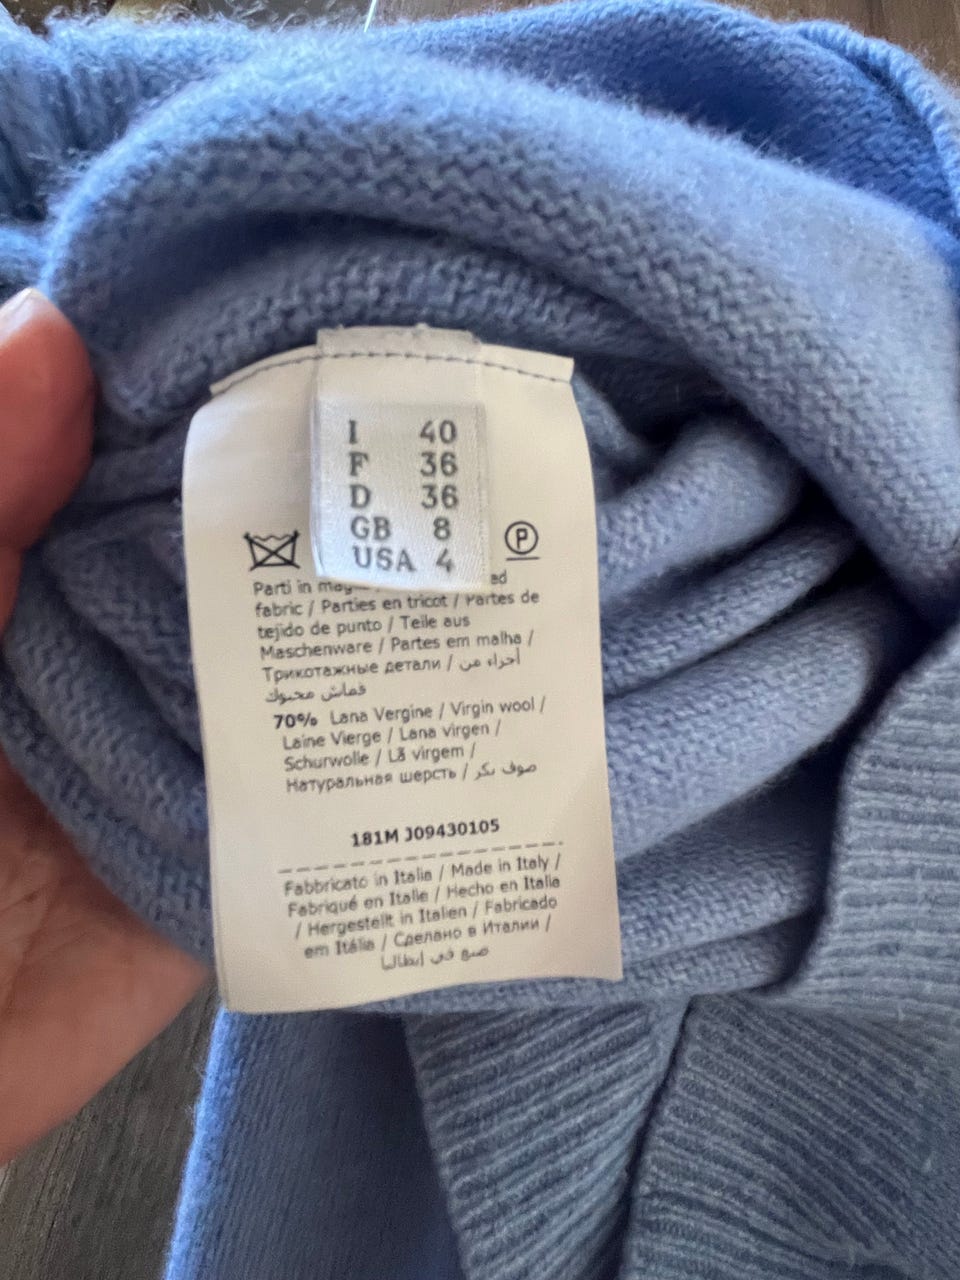 I 40
F 36
D 36
GB 8
USA 4
P
Parti in
fabric / Parties en tricot / Partes de
tejido de punto / Teile aus
Maschenware / Partes em malha /
Трикотажные детали / أجزاء من
قماش محبوك
70% Lana Vergine / Virgin wool /
Laine Vierge / Lana virgen /
Schurwolle / Lã virgem /
Натуральная шерсть / صوف بكر
181M J09430105
Fabbricato in Italia / Made in Italy /
Fabriqué en Italie / Hecho en Italia
/ Hergestellt in Italien / Fabricado
em Itália / Сделано в Италии /
صنع في إيطاليا